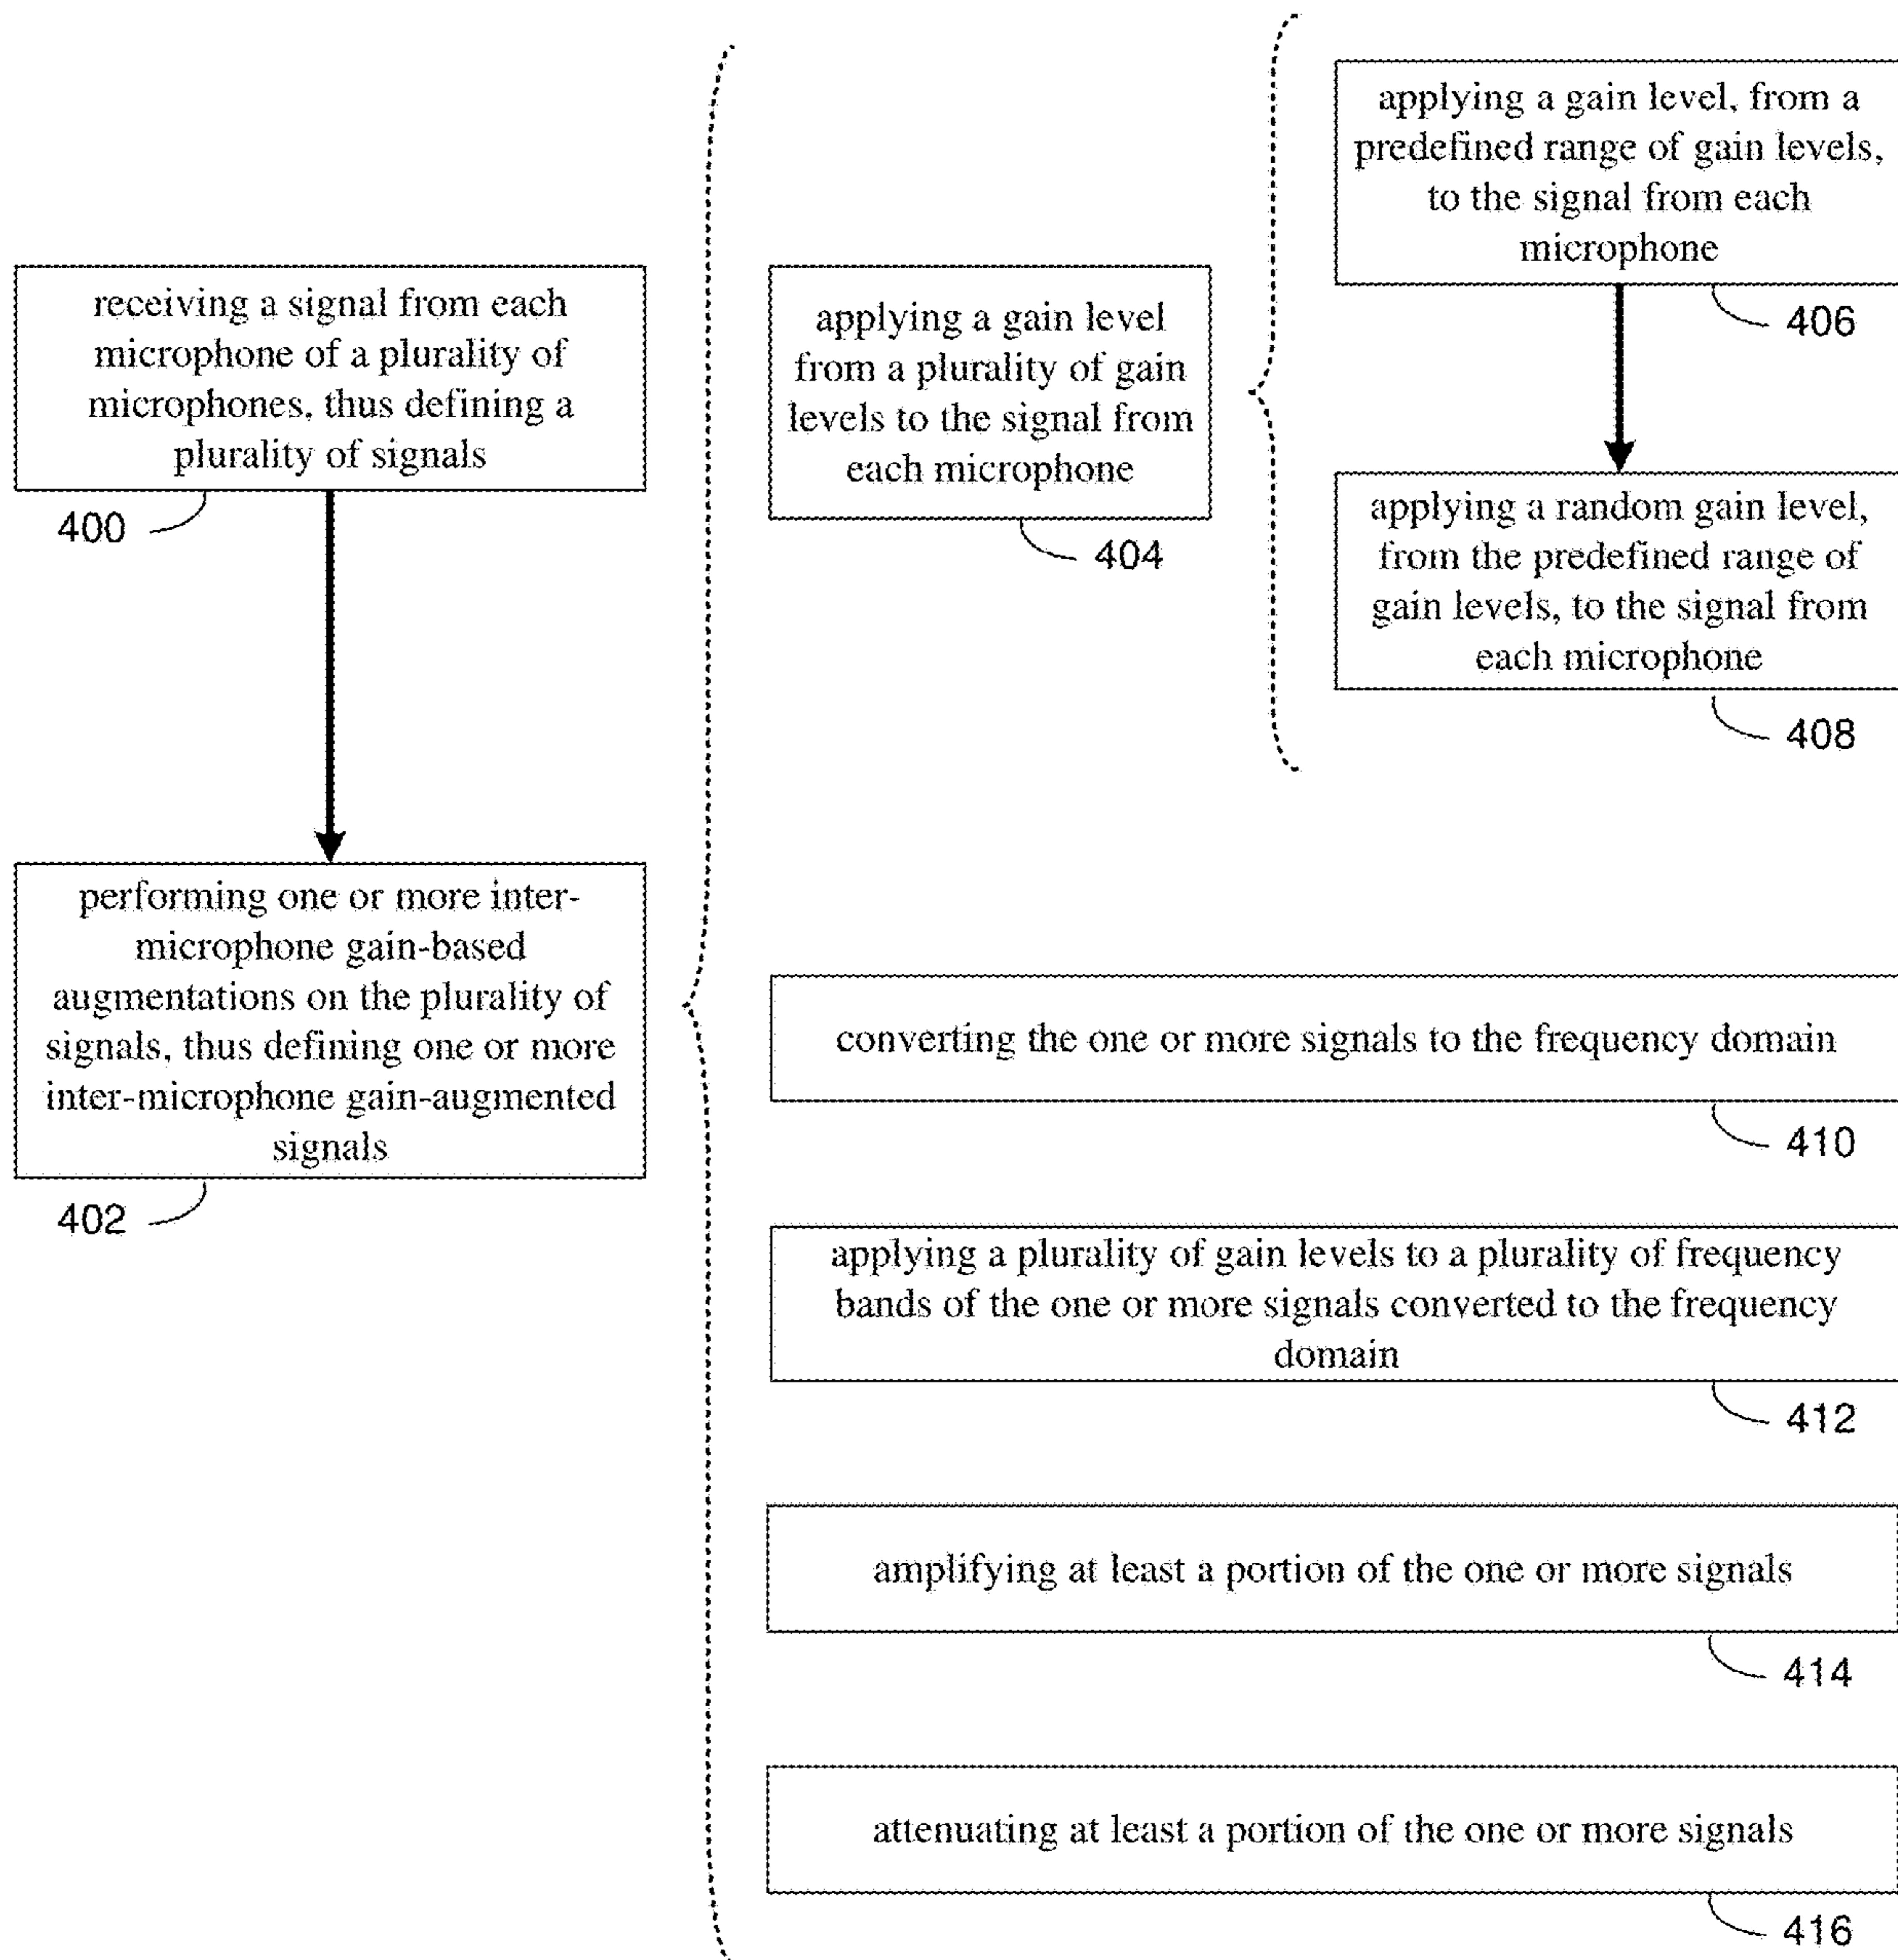 receiving a signal from each
microphone of a plurality of
microphones, thus defining a
plurality of signals
400
performing one or more inter-
microphone gain-based
augmentations on the plurality of
signals, thus defining one or more
inter-microphone gain-augmented
signals
402
applying a gain level
from a plurality of gain
levels to the signal from
each microphone
404
applying a gain level, from a
predefined range of gain levels,
to the signal from each
microphone
406
applying a random gain level,
from the predefined range of
gain levels, to the signal from
each microphone
408
converting the one or more signals to the frequency domain
410
applying a plurality of gain levels to a plurality of frequency
bands of the one or more signals converted to the frequency
domain
412
amplifying at least a portion of the one or more signals
414
attenuating at least a portion of the one or more signals
416